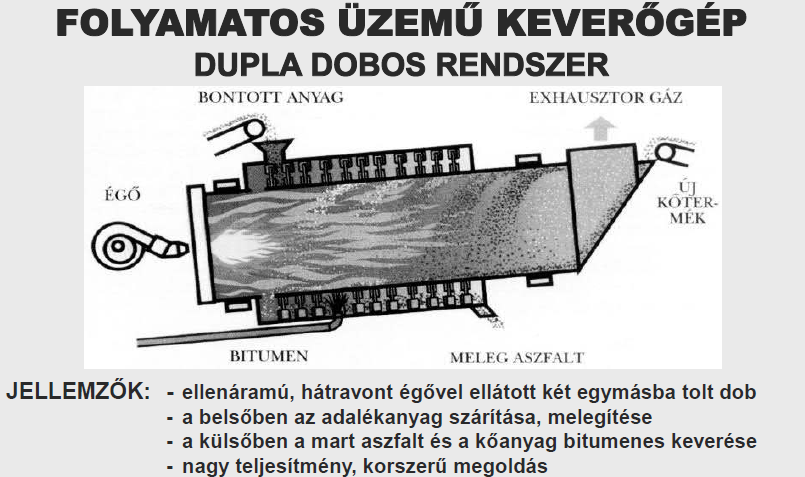 FOLYAMATOS ÜZEMŰ KEVERŐGÉP
DUPLA DOBOS RENDSZER
BONTOTT ANYAG
EXHAUSZTOR GÁZ
ÉGŐ
ÚJ
KŐTER-
MÉK
BITUMEN
MELEG ASZFALT
JELLEMZŐK: - ellenáramú, hátravont égővel ellátott két egymásba tolt dob
- a belsőben az adalékanyag szárítása, melegítése
- a külsőben a mart aszfalt és a kőanyag bitumenes keverése
- nagy teljesítmény, korszerű megoldás